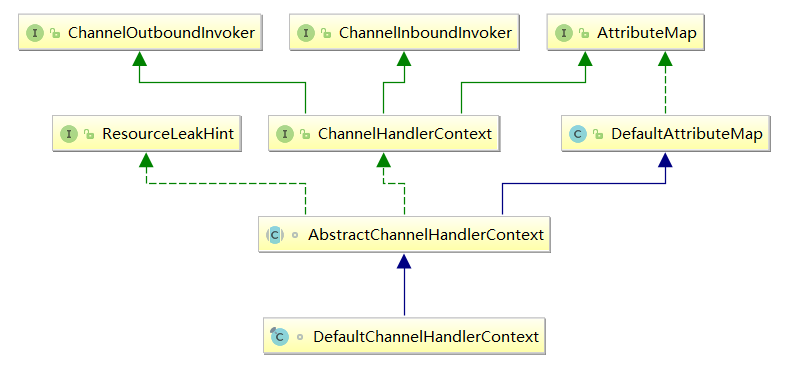 I ChannelOutboundInvoker
I ChannelInboundInvoker
I AttributeMap
I ResourceLeakHint
I ChannelHandlerContext
C DefaultAttributeMap
C AbstractChannelHandlerContext
C DefaultChannelHandlerContext